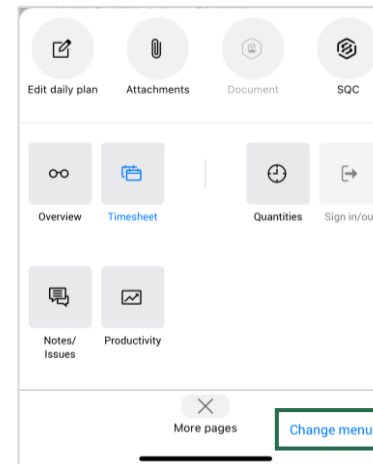 Edit daily plan
Attachments
Document
SQC
Overview
Timesheet
Quantities
Sign in/ou
Notes/
Issues
Productivity
More pages
Change menu